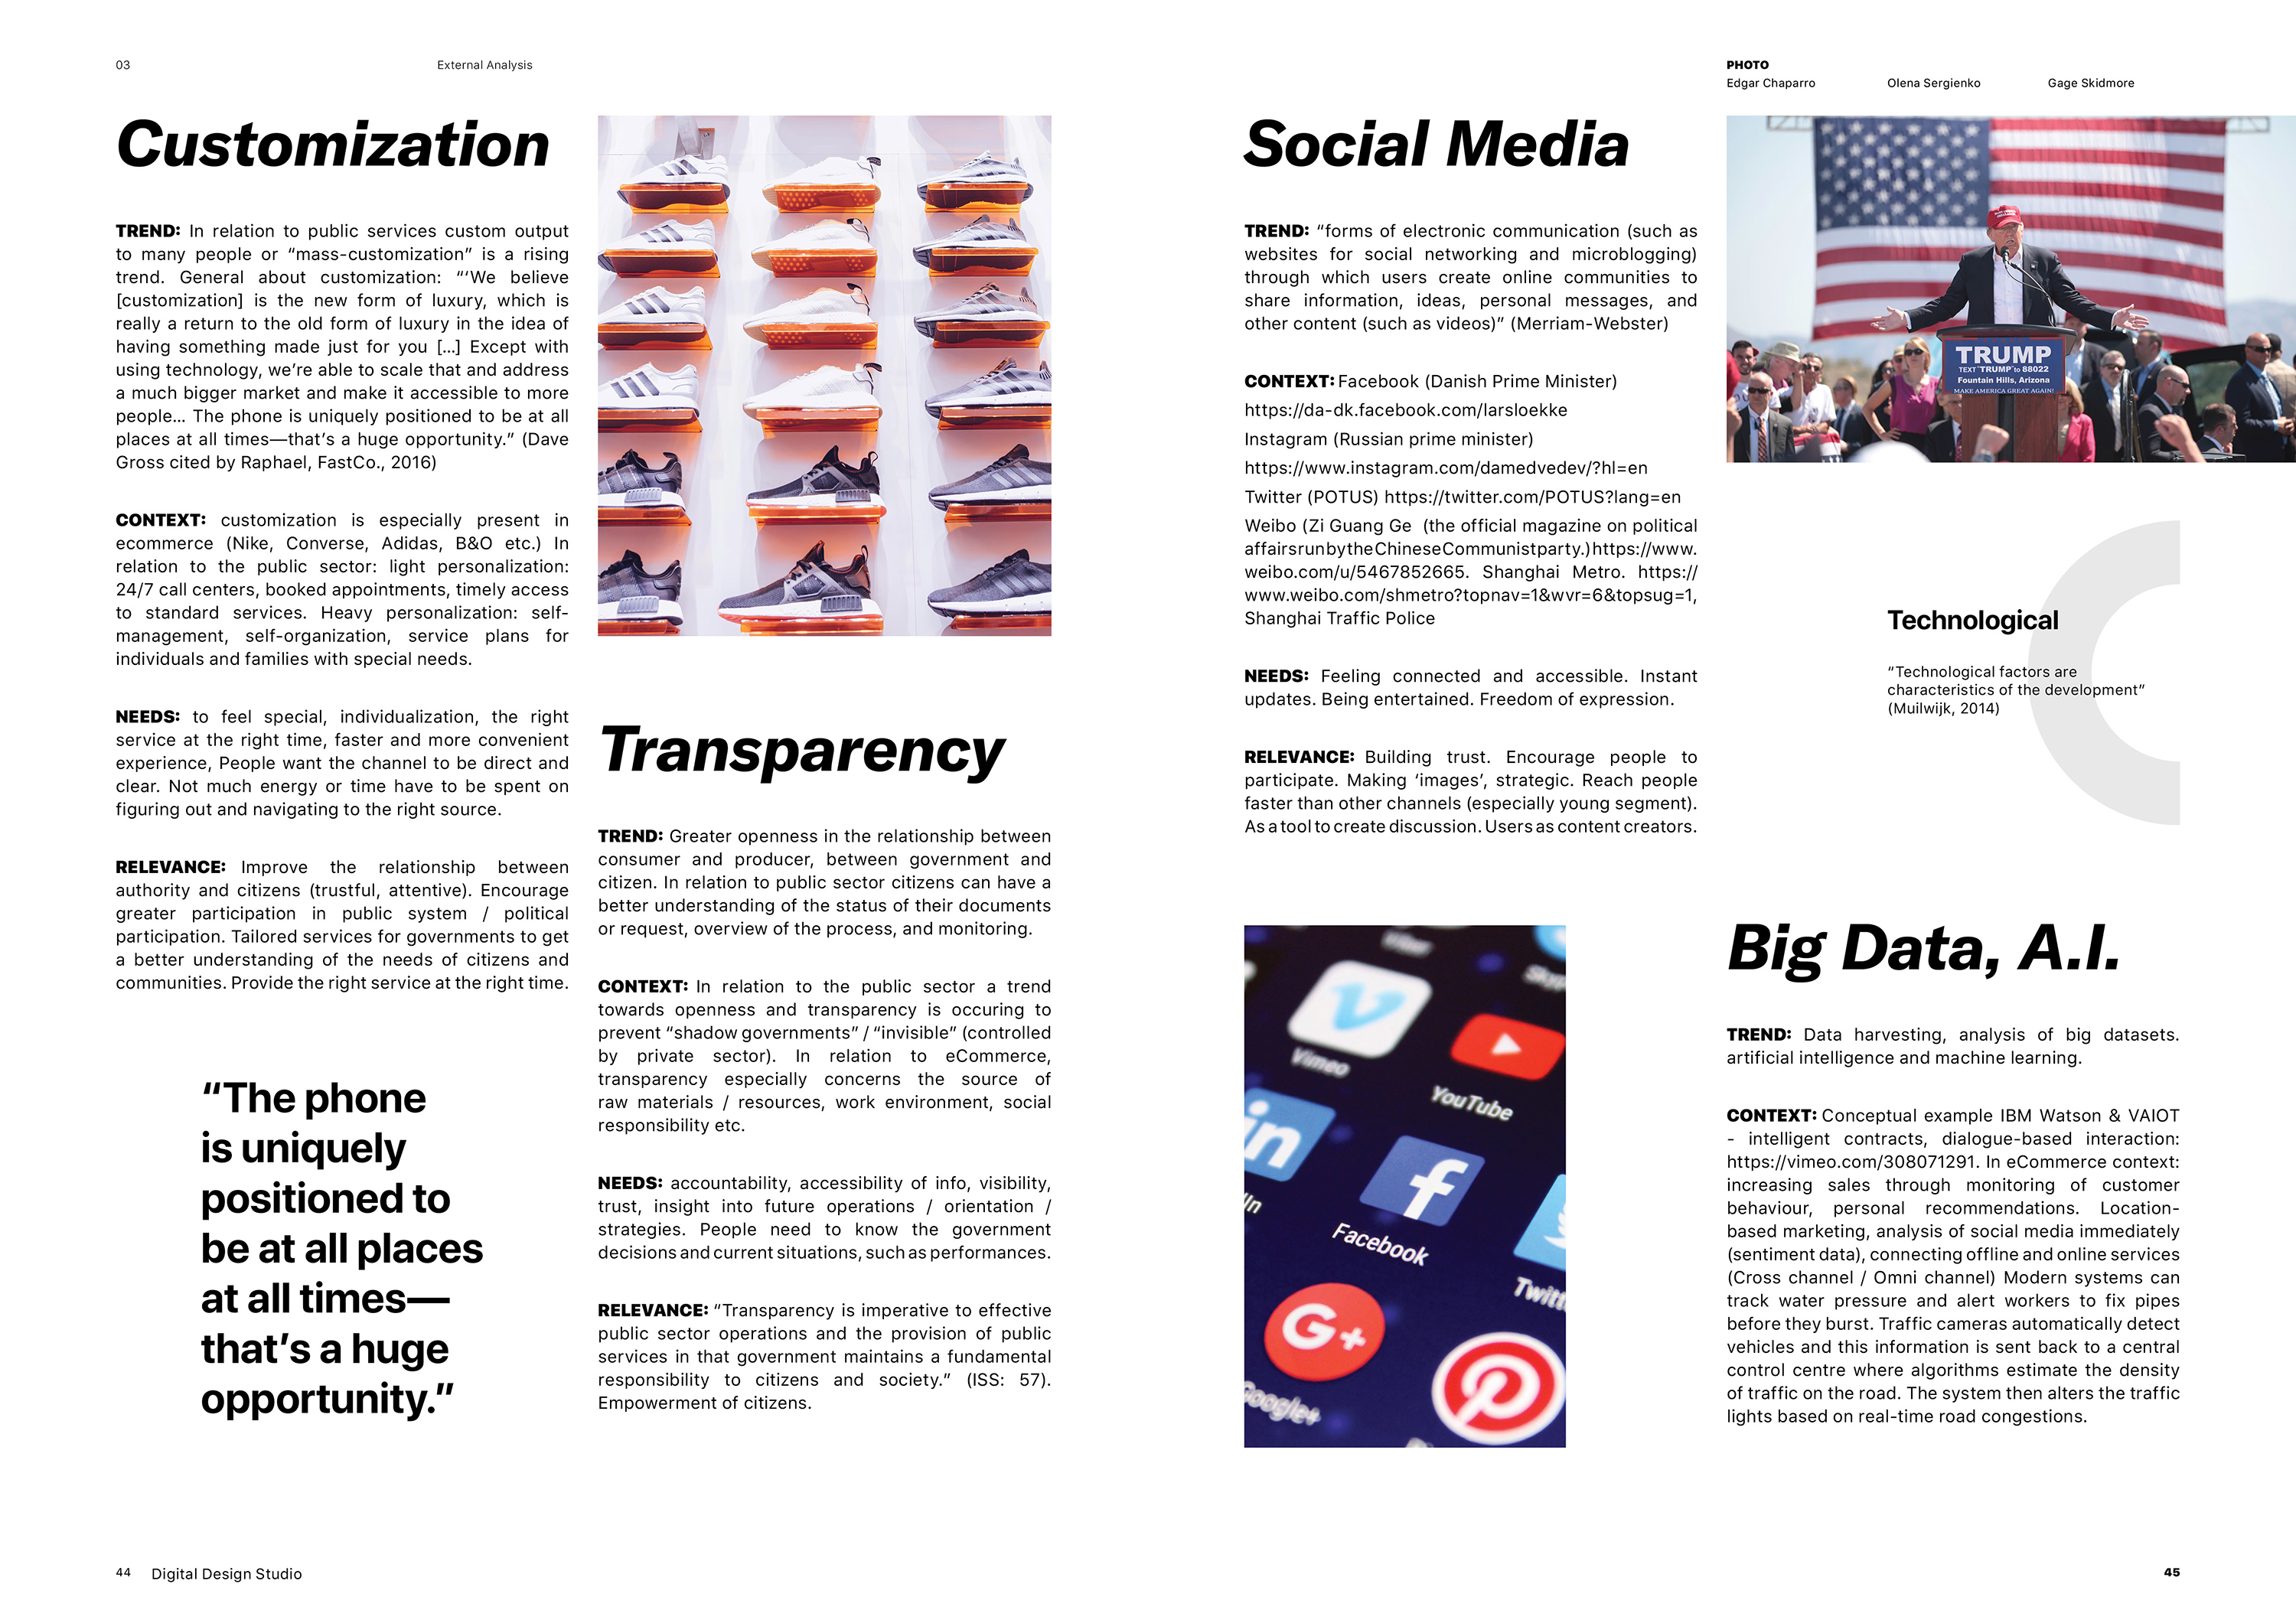 03
External Analysis
Customization
TREND: In relation to public services custom output
to many people or “mass-customization” is a rising
trend. General about customization: “‘We believe
[customization] is the new form of luxury, which is
really a return to the old form of luxury in the idea of
having something made just for you [...] Except with
using technology, we’re able to scale that and address
a much bigger market and make it accessible to more
people... The phone is uniquely positioned to be at all
places at all times—that’s a huge opportunity.” (Dave
Gross cited by Raphael, FastCo., 2016)
CONTEXT: customization is especially present in
ecommerce (Nike, Converse, Adidas, B&O etc.) In
relation to the public sector: light personalization:
24/7 call centers, booked appointments, timely access
to standard services. Heavy personalization: self-
management, self-organization, service plans for
individuals and families with special needs.
NEEDS: to feel special, individualization, the right
service at the right time, faster and more convenient
experience, People want the channel to be direct and
clear. Not much energy or time have to be spent on
figuring out and navigating to the right source.
RELEVANCE: Improve the relationship between
authority and citizens (trustful, attentive). Encourage
greater participation in public system / political
participation. Tailored services for governments to get
a better understanding of the needs of citizens and
communities. Provide the right service at the right time.
“The phone
is uniquely
positioned to
be at all places
at all times—
that’s a huge
opportunity.”
Transparency
TREND: Greater openness in the relationship between
consumer and producer, between government and
citizen. In relation to public sector citizens can have a
better understanding of the status of their documents
or request, overview of the process, and monitoring.
CONTEXT: In relation to the public sector a trend
towards openness and transparency is occuring to
prevent “shadow governments” / “invisible” (controlled
by private sector). In relation to eCommerce,
transparency especially concerns the source of
raw materials / resources, work environment, social
responsibility etc.
NEEDS: accountability, accessibility of info, visibility,
trust, insight into future operations / orientation /
strategies. People need to know the government
decisions and current situations, such as performances.
RELEVANCE: “Transparency is imperative to effective
public sector operations and the provision of public
services in that government maintains a fundamental
responsibility to citizens and society.” (ISS: 57).
Empowerment of citizens.
44 Digital Design Studio
Social Media
TREND: “forms of electronic communication (such as
websites for social networking and microblogging)
through which users create online communities to
share information, ideas, personal messages, and
other content (such as videos)” (Merriam-Webster)
CONTEXT: Facebook (Danish Prime Minister)
https://da-dk.facebook.com/larsloekke
Instagram (Russian prime minister)
https://www.instagram.com/damedvedev/?hl=en
Twitter (POTUS) https://twitter.com/POTUS?lang=en
Weibo (Zi Guang Ge (the official magazine on political
affairs run by the Chinese Communist party.) https://www.
weibo.com/u/5467852665. Shanghai Metro. https://
www.weibo.com/shmetro?topnav=1&wvr=6&topsug=1,
Shanghai Traffic Police
NEEDS: Feeling connected and accessible. Instant
updates. Being entertained. Freedom of expression.
RELEVANCE: Building trust. Encourage people to
participate. Making ‘images’, strategic. Reach people
faster than other channels (especially young segment).
As a tool to create discussion. Users as content creators.
Viber
Skyp
Vimeo
YouTube
in
Facebook
f
Twitt
G+
Google+
PHOTO
Edgar Chaparro
Olena Sergienko
Gage Skidmore
TRUMP
TEXT "TRUMP" to 88022
Fountain Hills, Arizona
MAKE AMERICA GREAT AGAIN!
Technological
“Technological factors are
characteristics of the development”
(Muilwijk, 2014)
Big Data, A.I.
TREND: Data harvesting, analysis of big datasets.
artificial intelligence and machine learning.
CONTEXT: Conceptual example IBM Watson & VAIOT
- intelligent contracts, dialogue-based interaction:
https://vimeo.com/308071291. In eCommerce context:
increasing sales through monitoring of customer
behaviour, personal recommendations. Location-
based marketing, analysis of social media immediately
(sentiment data), connecting offline and online services
(Cross channel / Omni channel) Modern systems can
track water pressure and alert workers to fix pipes
before they burst. Traffic cameras automatically detect
vehicles and this information is sent back to a central
control centre where algorithms estimate the density
of traffic on the road. The system then alters the traffic
lights based on real-time road congestions.
45